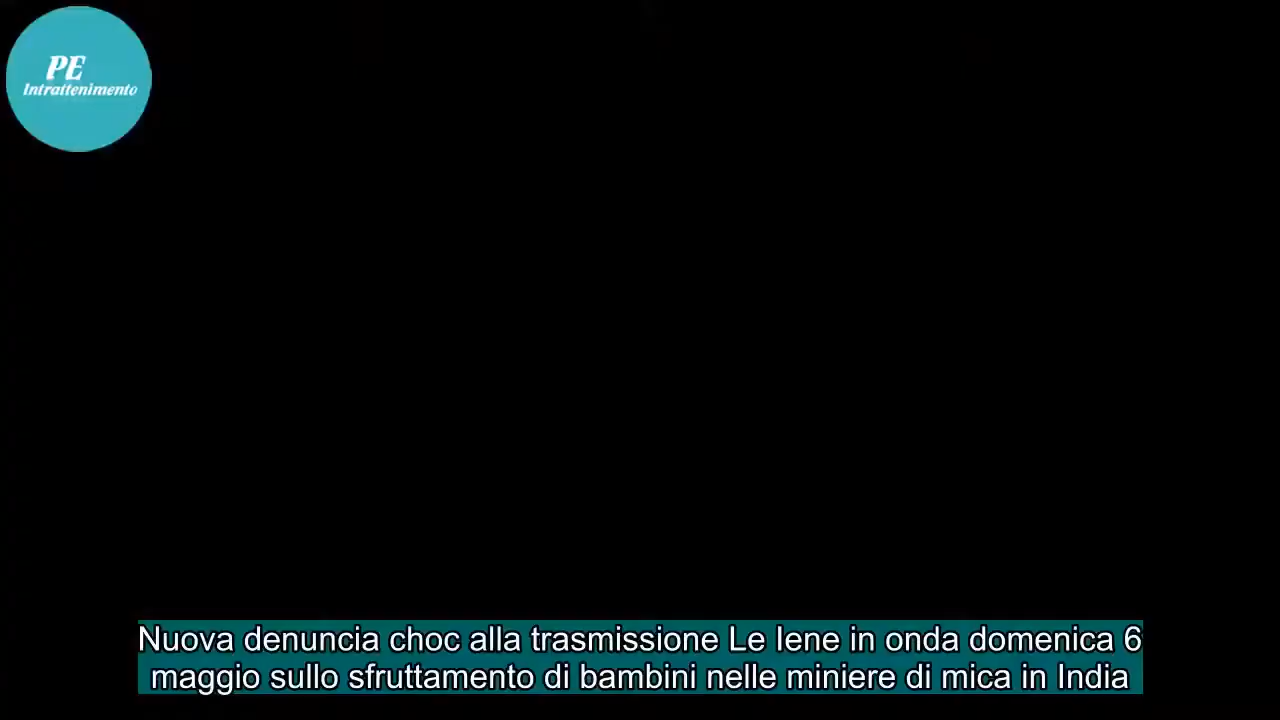 PE
Intrattenimento
Nuova denuncia choc alla trasmissione Le Iene in onda domenica 6
maggio sullo sfruttamento di bambini nelle miniere di mica in India